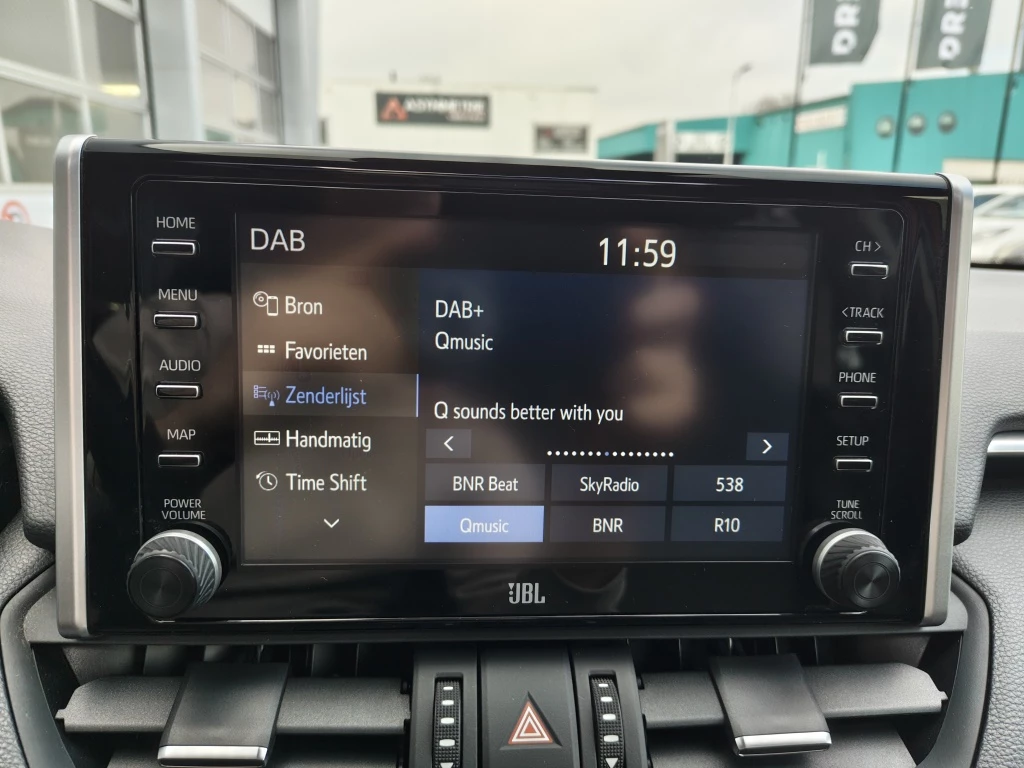 HOME
MENU
AUDIO
MAP
POWER
VOLUME
DAB
11:59
Bron
Favorieten
Zenderlijst
Handmatig
Time Shift
DAB+
Qmusic
Q sounds better with you
< >
BNR Beat SkyRadio 538
Qmusic BNR R10
CH >
< TRACK
PHONE
SETUP
TUNE
SCROLL
JBL